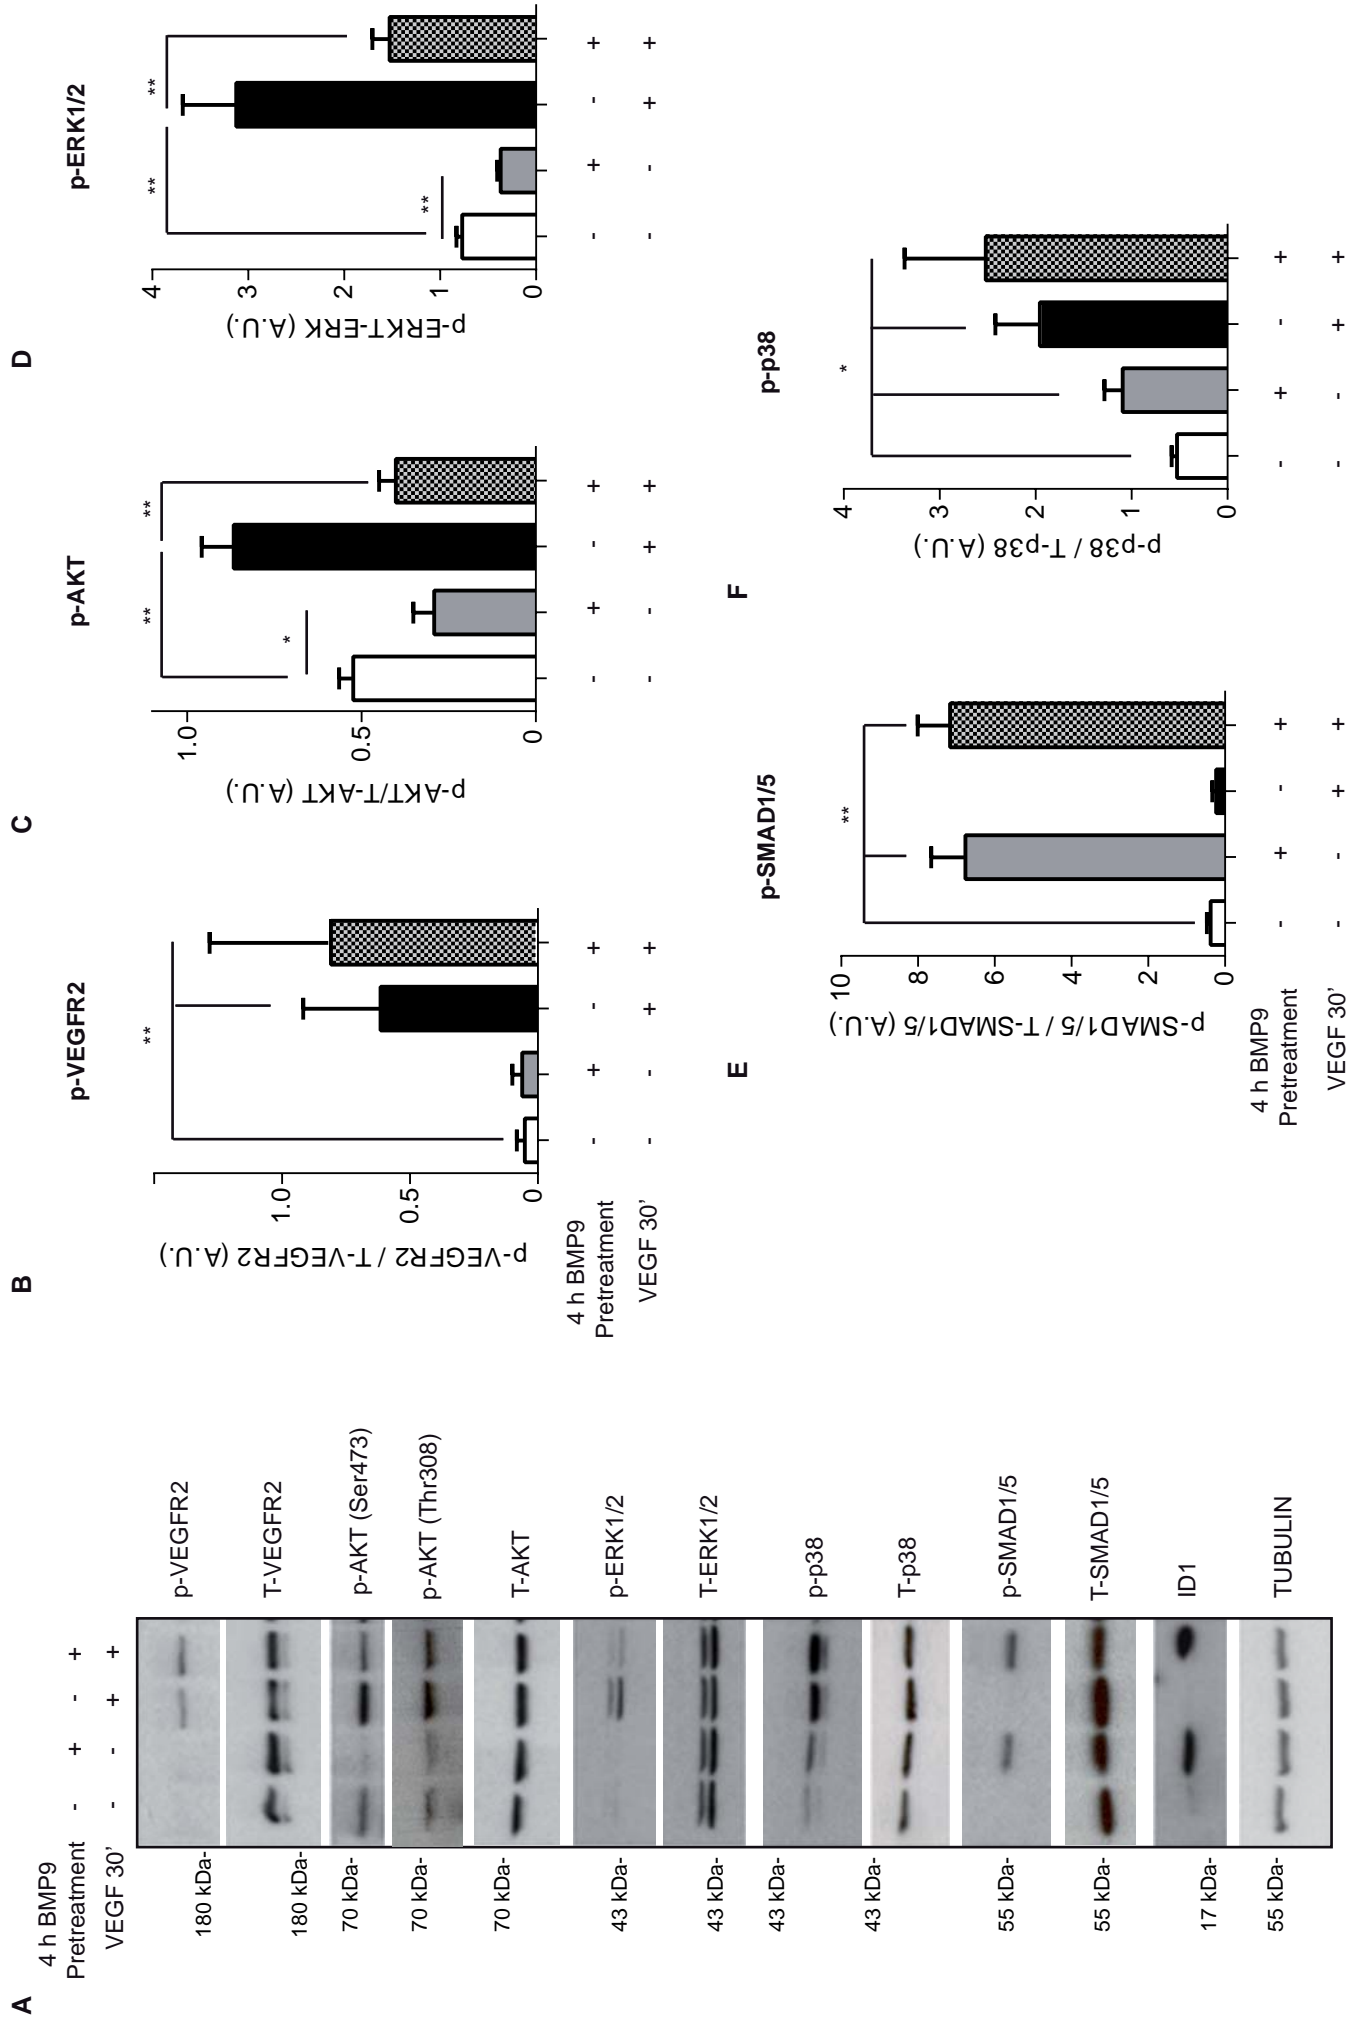 A
4 h BMP9
Pretreatment - + - +
VEGF 30' - - + +
180 kDa- p-VEGFR2
180 kDa- T-VEGFR2
70 kDa- p-AKT (Ser473)
70 kDa- p-AKT (Thr308)
70 kDa- T-AKT
43 kDa- p-ERK1/2
43 kDa- T-ERK1/2
43 kDa- p-p38
43 kDa- T-p38
55 kDa- p-SMAD1/5
55 kDa- T-SMAD1/5
17 kDa- ID1
55 kDa- TUBULIN
B
p-VEGFR2
p-VEGFR2 / T-VEGFR2 (A.U.)
**
1.0
0.5
0
4 h BMP9
Pretreatment - + - +
VEGF 30' - - + +
C
p-AKT
p-AKT/T-AKT (A.U.)
** **
*
1.0
0.5
0
- + - +
- - + +
D
p-ERK1/2
p-ERKT-ERK (A.U.)
** **
**
4
3
2
1
0
- + - +
- - + +
E
p-SMAD1/5
p-SMAD1/5 / T-SMAD1/5 (A.U.)
**
10
8
6
4
2
0
4 h BMP9
Pretreatment - + - +
VEGF 30' - - + +
F
p-p38
p-p38 / T-p38 (A.U.)
*
4
3
2
1
0
- + - +
- - + +